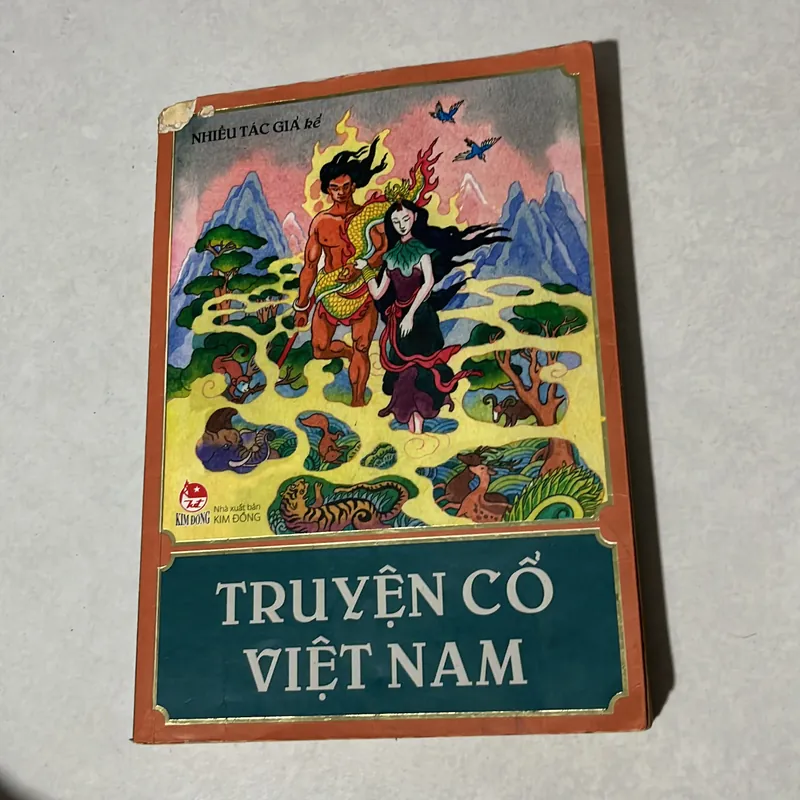 NHIỀU TÁC GIẢ kể
KIM ĐỒNG
Nhà xuất bản
KIM ĐỒNG
TRUYỆN CỔ
VIỆT NAM